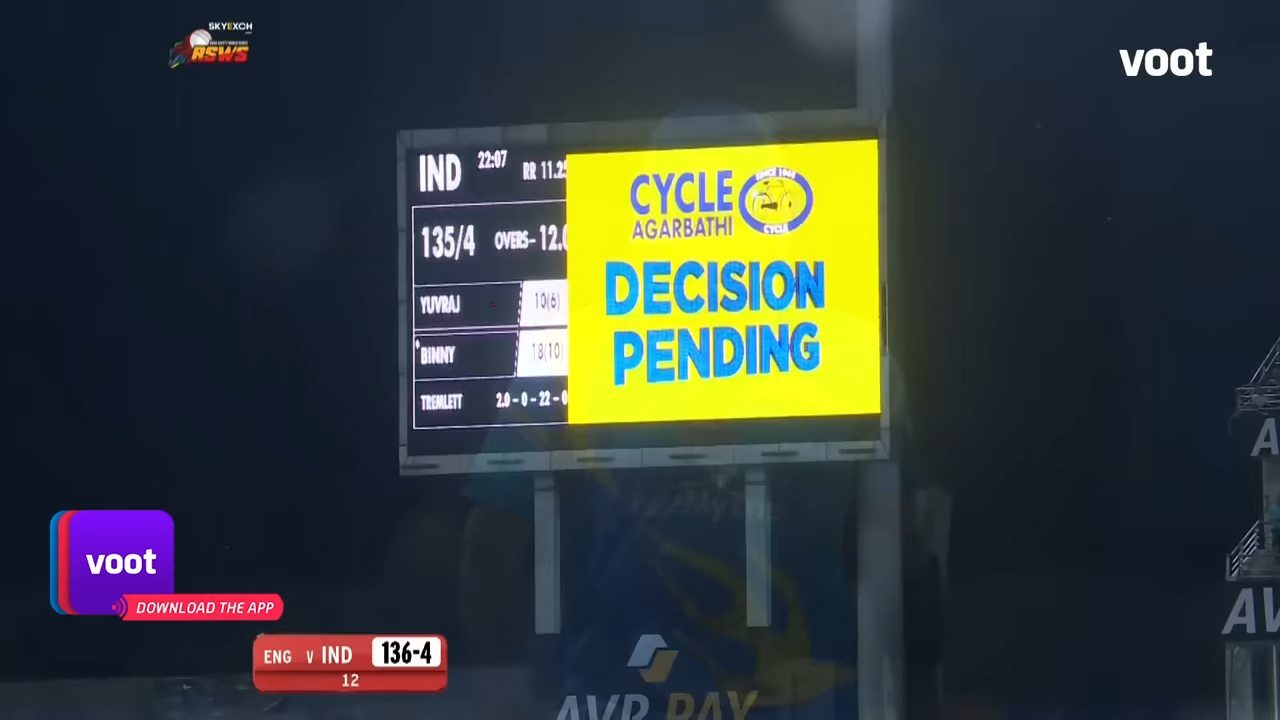 SKYEXCH
RSWS
voot
IND 22:07 RR 11.25
135/4 OVERS- 12.0
YUVRAJ 10(6)
*BINNY 18(10)
TREMLETT 2.0 - 0 - 22 - 0
CYCLE
AGARBATHI
SINCE 1948
CYCLE
DECISION
PENDING
voot
DOWNLOAD THE APP
ENG V IND 136-4
12
AVR PAY
A
AV